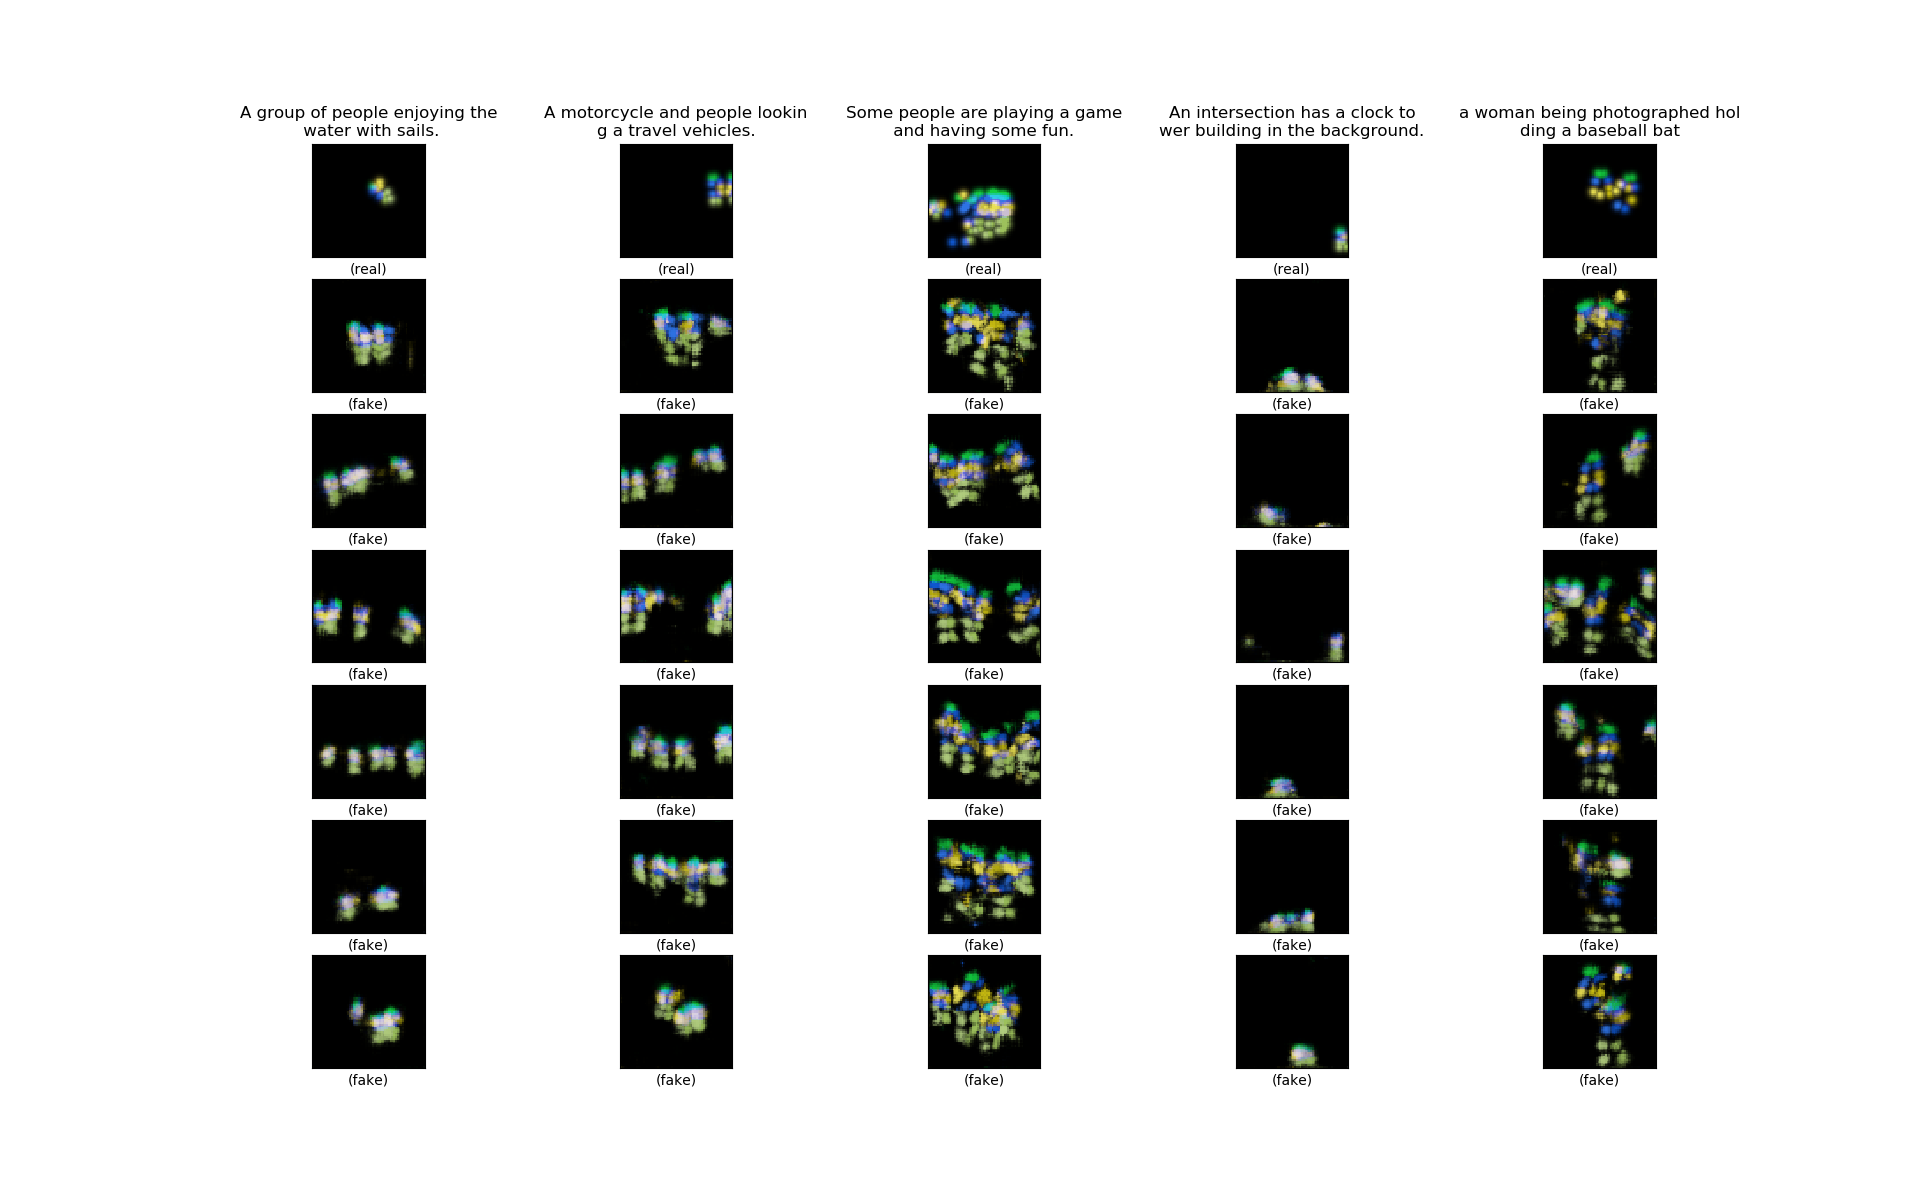 A group of people enjoying the
water with sails.
A motorcycle and people lookin
g a travel vehicles.
Some people are playing a game
and having some fun.
An intersection has a clock to
wer building in the background.
a woman being photographed hol
ding a baseball bat
(real) (real) (real) (real) (real)
(fake) (fake) (fake) (fake) (fake)
(fake) (fake) (fake) (fake) (fake)
(fake) (fake) (fake) (fake) (fake)
(fake) (fake) (fake) (fake) (fake)
(fake) (fake) (fake) (fake) (fake)
(fake) (fake) (fake) (fake) (fake)